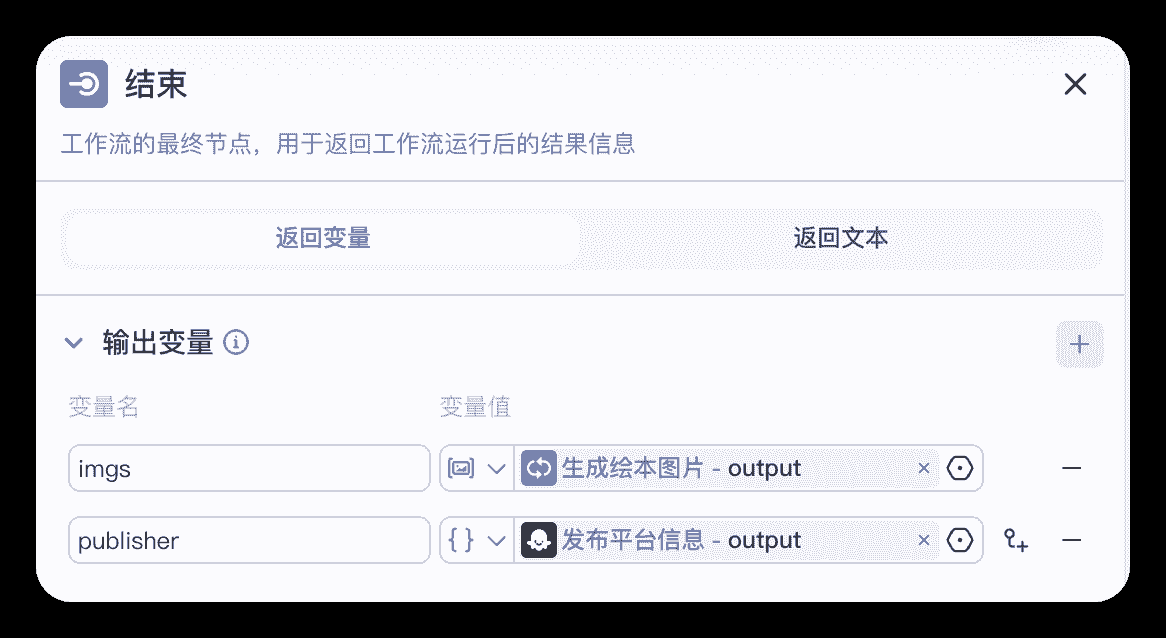 结束
工作流的最终节点，用于返回工作流运行后的结果信息
返回变量 返回文本
输出变量
变量名 变量值
imgs 生成绘本图片 - output
publisher { } 发布平台信息 - output